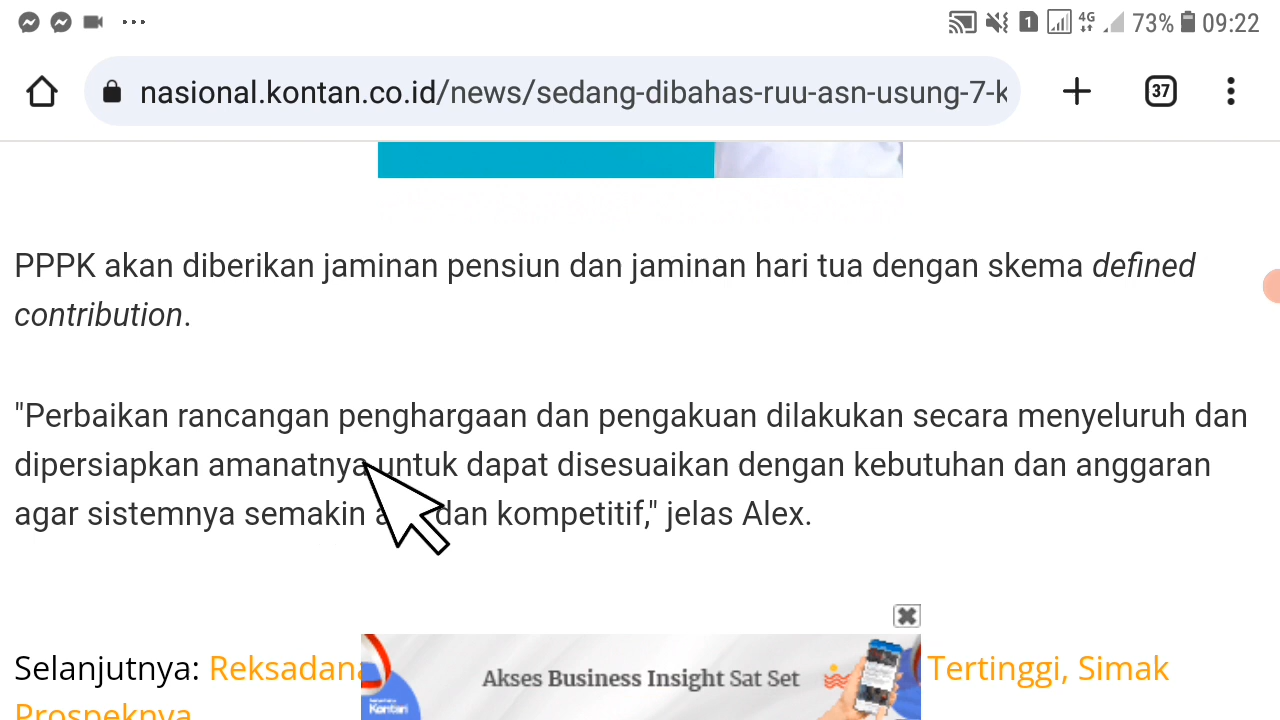 1 4G 73% 09:22
nasional.kontan.co.id/news/sedang-dibahas-ruu-asn-usung-7-k
37
PPPK akan diberikan jaminan pensiun dan jaminan hari tua dengan skema defined
contribution.
"Perbaikan rancangan penghargaan dan pengakuan dilakukan secara menyeluruh dan
dipersiapkan amanatnya untuk dapat disesuaikan dengan kebutuhan dan anggaran
agar sistemnya semakin dan kompetitif," jelas Alex.
Selanjutnya: Reksadana Tertinggi, Simak
Prospeknya
Akses Business Insight Sat Set
Kontan